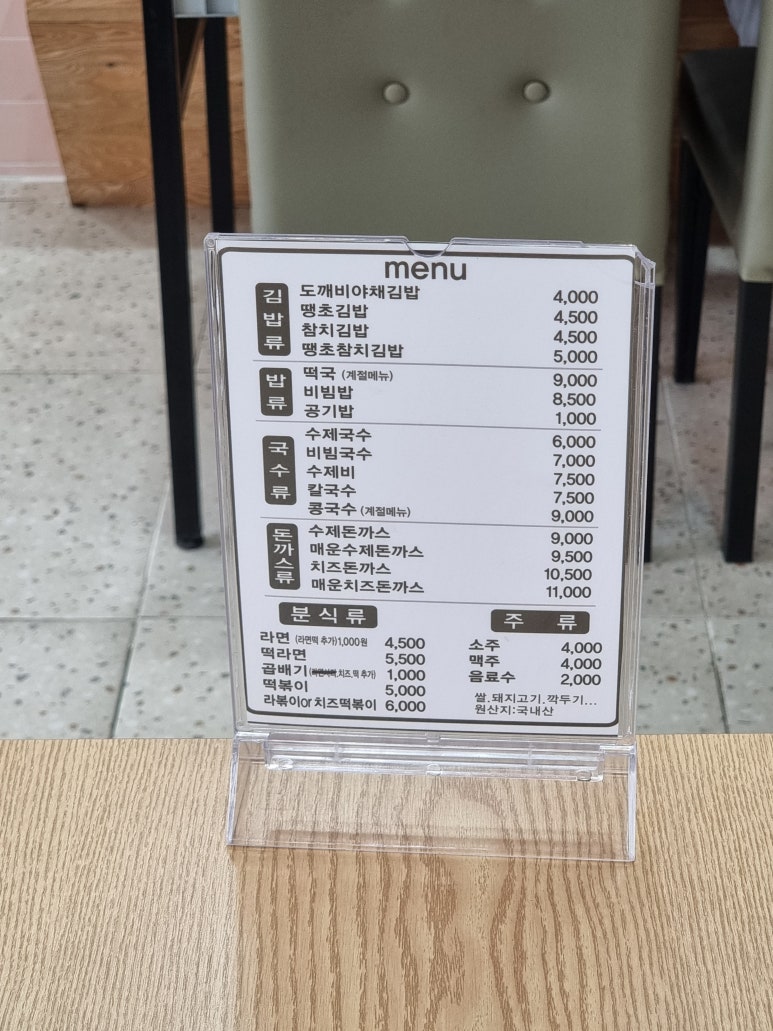 menu
김밥류
도깨비야채김밥 4,000
땡초김밥 4,500
참치김밥 4,500
땡초참치김밥 5,000
밥류
떡국 (계절메뉴) 9,000
비빔밥 8,500
공기밥 1,000
국수류
수제국수 6,000
비빔국수 7,000
수제비 7,500
칼국수 7,500
콩국수 (계절메뉴) 9,000
돈까스류
수제돈까스 9,000
매운수제돈까스 9,500
치즈돈까스 10,500
매운치즈돈까스 11,000
분식류
라면 (라면떡 추가)1,000원 4,500
떡라면 5,500
곱배기 치즈.떡 추가) 1,000
떡볶이 5,000
라볶이or 치즈떡볶이 6,000
주 류
소주 4,000
맥주 4,000
음료수 2,000
쌀.돼지고기.깍두기...
원산지:국내산